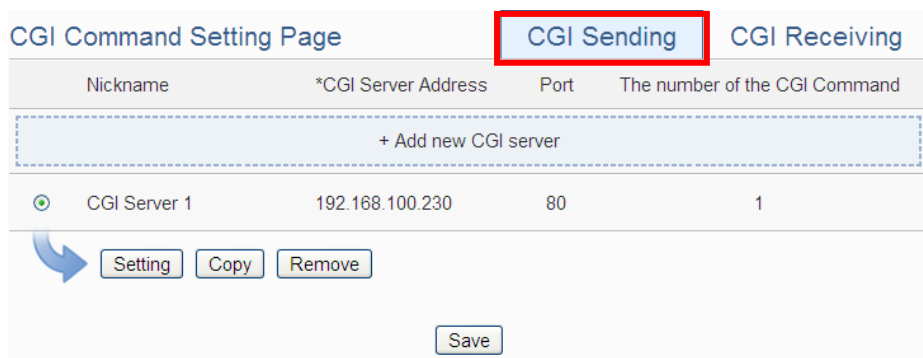 CGI Command Setting Page CGI Sending CGI Receiving
Nickname *CGI Server Address Port The number of the CGI Command
+ Add new CGI server
CGI Server 1 192.168.100.230 80 1
Setting Copy Remove
Save